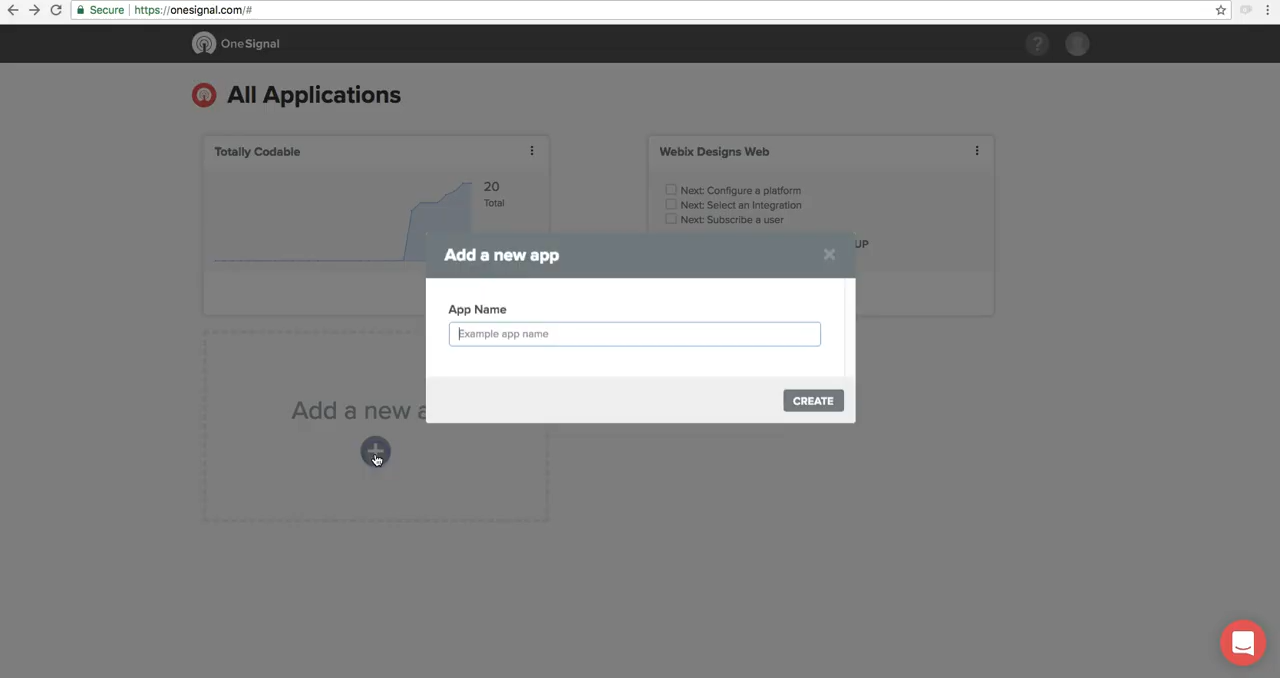 Secure https://onesignal.com/#
OneSignal
?
All Applications
Totally Codable
20
Total
Webix Designs Web
Next: Configure a platform
Next: Select an Integration
Next: Subscribe a user
UP
Add a new app
App Name
Example app name
CREATE
Add a new a